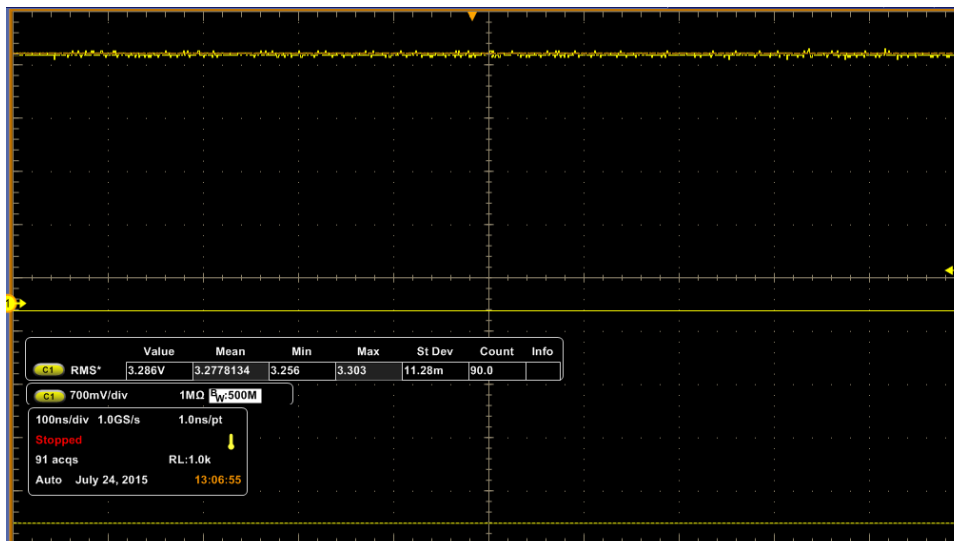 1
Value Mean Min Max St Dev Count Info
C1 RMS* 3.286V 3.2778134 3.256 3.303 11.28m 90.0
C1 700mV/div 1MΩ BW:500M
100ns/div 1.0GS/s 1.0ns/pt
Stopped
91 acqs RL:1.0k
Auto July 24, 2015 13:06:55